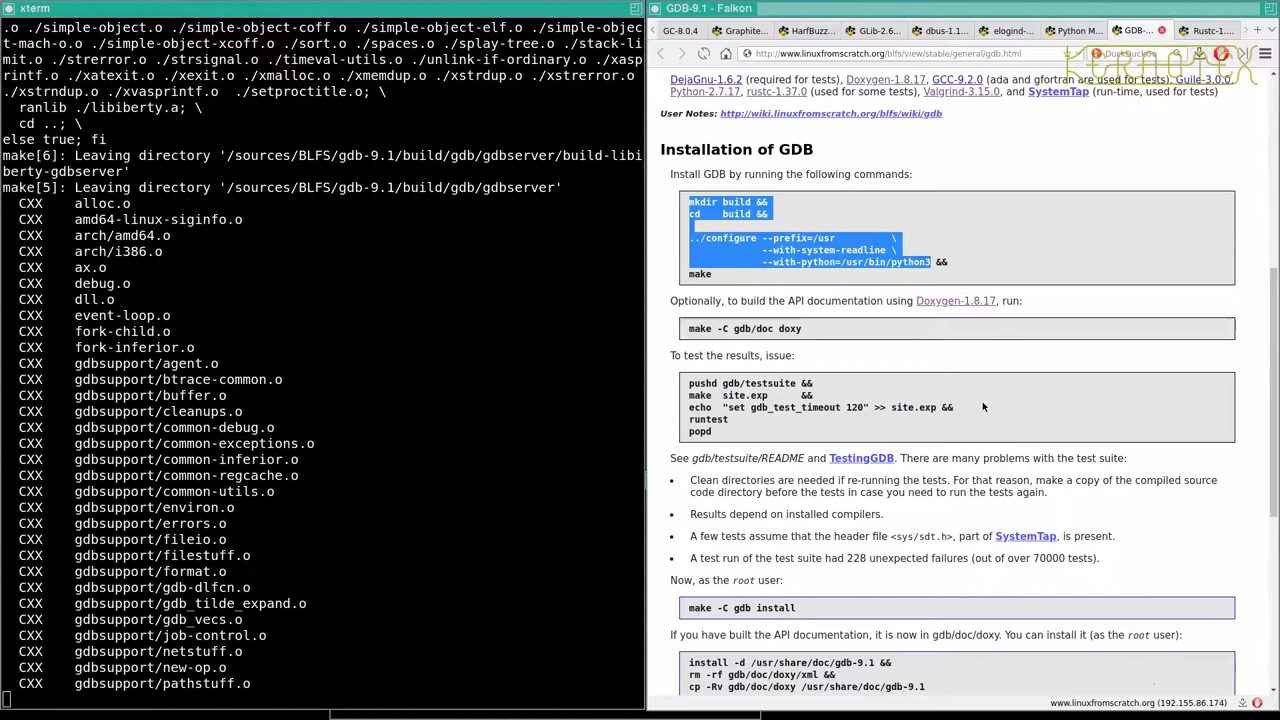 xterm
.o ./simple-object-coff.o ./simple-object-elf.o ./simple-objec
t-mach-o.o ./simple-object-xcoff.o ./sort.o ./spaces.o ./splay-tree.o ./stack-li
mit.o ./strerror.o ./strsignal.o ./timeval-utils.o ./unlink-if-ordinary.o ./xasp
rintf.o ./xatexit.o ./xexit.o ./xmalloc.o ./xmemdup.o ./xstrdup.o ./xstrerror.o
./xstrndup.o ./xvasprintf.o  ./setproctitle.o; \
  ranlib ./libiberty.a; \
  cd ..; \
else true; fi
make[6]: Leaving directory '/sources/BLFS/gdb-9.1/build/gdb/gdbserver/build-libi
berty-gdbserver'
make[5]: Leaving directory '/sources/BLFS/gdb-9.1/build/gdb/gdbserver'
  CXX    alloc.o
  CXX    amd64-linux-siginfo.o
  CXX    arch/amd64.o
  CXX    arch/i386.o
  CXX    ax.o
  CXX    debug.o
  CXX    dll.o
  CXX    event-loop.o
  CXX    fork-child.o
  CXX    fork-inferior.o
  CXX    gdbsupport/agent.o
  CXX    gdbsupport/btrace-common.o
  CXX    gdbsupport/buffer.o
  CXX    gdbsupport/cleanups.o
  CXX    gdbsupport/common-debug.o
  CXX    gdbsupport/common-exceptions.o
  CXX    gdbsupport/common-inferior.o
  CXX    gdbsupport/common-regcache.o
  CXX    gdbsupport/common-utils.o
  CXX    gdbsupport/environ.o
  CXX    gdbsupport/errors.o
  CXX    gdbsupport/fileio.o
  CXX    gdbsupport/filestuff.o
  CXX    gdbsupport/format.o
  CXX    gdbsupport/gdb-dlfcn.o
  CXX    gdbsupport/gdb_tilde_expand.o
  CXX    gdbsupport/gdb_vecs.o
  CXX    gdbsupport/job-control.o
  CXX    gdbsupport/netstuff.o
  CXX    gdbsupport/new-op.o
  CXX    gdbsupport/pathstuff.o
GDB-9.1 - Falkon
GC-8.0.4 Graphite... HarfBuzz... GLib-2.6... dbus-1.1... elogind-... Python M... GDB-... Rustc-1...
http://www.linuxfromscratch.org/blfs/view/stable/general/gdb.html DuckDuckGo
KERNOTEX
DejaGnu-1.6.2 (required for tests), Doxygen-1.8.17, GCC-9.2.0 (ada and gfortran are used for tests), Guile-3.0.0,
Python-2.7.17, rustc-1.37.0 (used for some tests), Valgrind-3.15.0, and SystemTap (run-time, used for tests)
User Notes: http://wiki.linuxfromscratch.org/blfs/wiki/gdb
Installation of GDB
Install GDB by running the following commands:
mkdir build &&
cd    build &&
../configure --prefix=/usr          \
--with-system-readline \
--with-python=/usr/bin/python3 &&
make
Optionally, to build the API documentation using Doxygen-1.8.17, run:
make -C gdb/doc doxy
To test the results, issue:
pushd gdb/testsuite &&
make  site.exp      &&
echo  "set gdb_test_timeout 120" >> site.exp &&
runtest
popd
See gdb/testsuite/README and TestingGDB. There are many problems with the test suite:
Clean directories are needed if re-running the tests. For that reason, make a copy of the compiled source
code directory before the tests in case you need to run the tests again.
Results depend on installed compilers.
A few tests assume that the header file <sys/sdt.h>, part of SystemTap, is present.
A test run of the test suite had 228 unexpected failures (out of over 70000 tests).
Now, as the root user:
make -C gdb install
If you have built the API documentation, it is now in gdb/doc/doxy. You can install it (as the root user):
install -d /usr/share/doc/gdb-9.1 &&
rm -rf gdb/doc/doxy/xml &&
cp -Rv gdb/doc/doxy /usr/share/doc/gdb-9.1
www.linuxfromscratch.org (192.155.86.174)